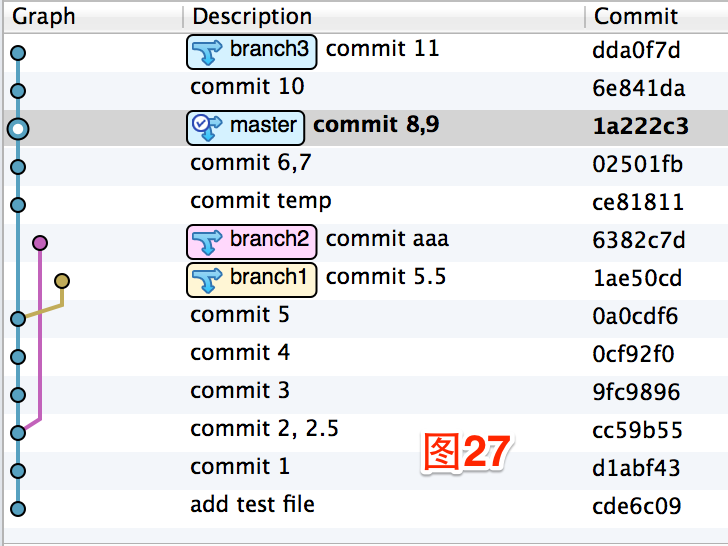 Graph Description Commit
branch3 commit 11 dda0f7d
commit 10 6e841da
master commit 8,9 1a222c3
commit 6,7 02501fb
commit temp ce81811
branch2 commit aaa 6382c7d
branch1 commit 5.5 1ae50cd
commit 5 0a0cdf6
commit 4 0cf92f0
commit 3 9fc9896
commit 2, 2.5 cc59b55
commit 1 d1abf43
add test file cde6c09
图27